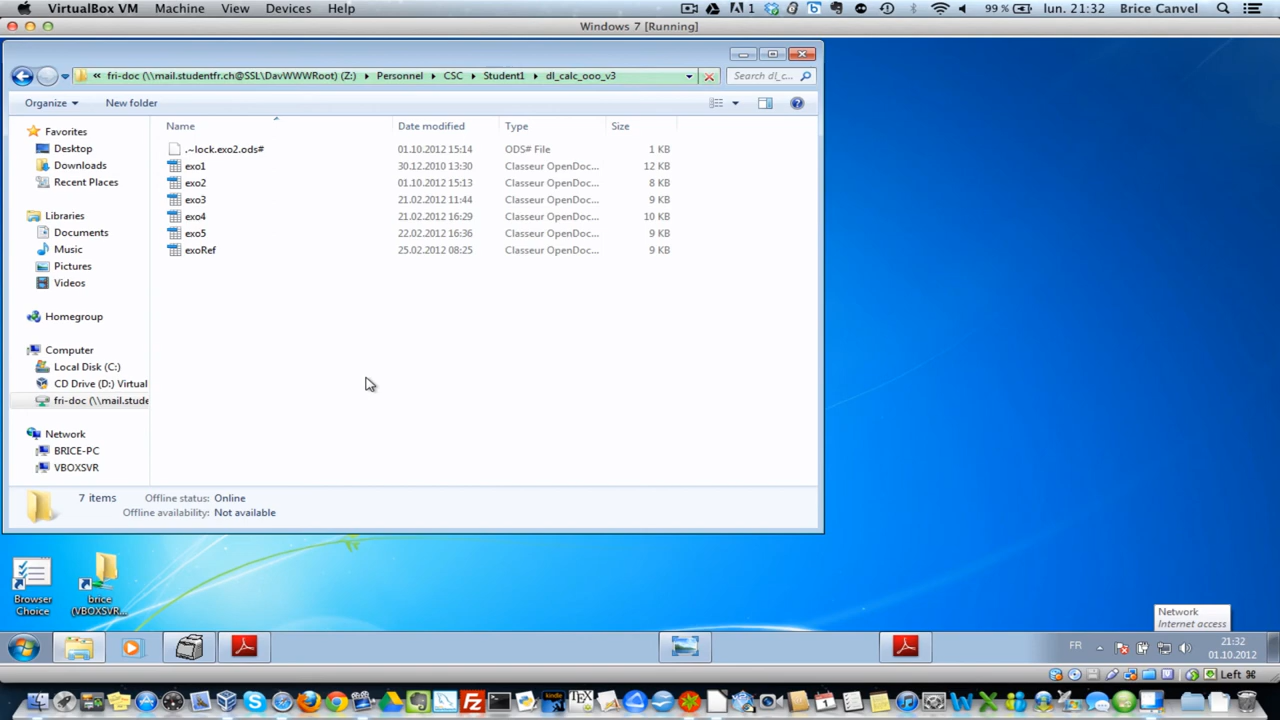 VirtualBox VM Machine View Devices Help 1 99 % lun. 21:32 Brice Canvel
Windows 7 [Running]
« fri-doc (\\mail.studentfr.ch@SSL\DavWWWRoot) (Z:) Personnel CSC Student1 dl_calc_ooo_v3 Search dl_c...
Organize New folder
Name Date modified Type Size
Favorites
Desktop
Downloads
Recent Places
Libraries
Documents
Music
Pictures
Videos
Homegroup
Computer
Local Disk (C:)
CD Drive (D:) Virtual
fri-doc (\\mail.stude
Network
BRICE-PC
VBOXSVR
.~lock.exo2.ods# 01.10.2012 15:14 ODS# File 1 KB
exo1 30.12.2010 13:30 Classeur OpenDoc... 12 KB
exo2 01.10.2012 15:13 Classeur OpenDoc... 8 KB
exo3 21.02.2012 11:44 Classeur OpenDoc... 9 KB
exo4 21.02.2012 16:29 Classeur OpenDoc... 10 KB
exo5 22.02.2012 16:36 Classeur OpenDoc... 9 KB
exoRef 25.02.2012 08:25 Classeur OpenDoc... 9 KB
7 items Offline status: Online
Offline availability: Not available
Browser
Choice
brice
(VBOXSVR...
Network
Internet access
FR 21:32
01.10.2012
Left ⌘